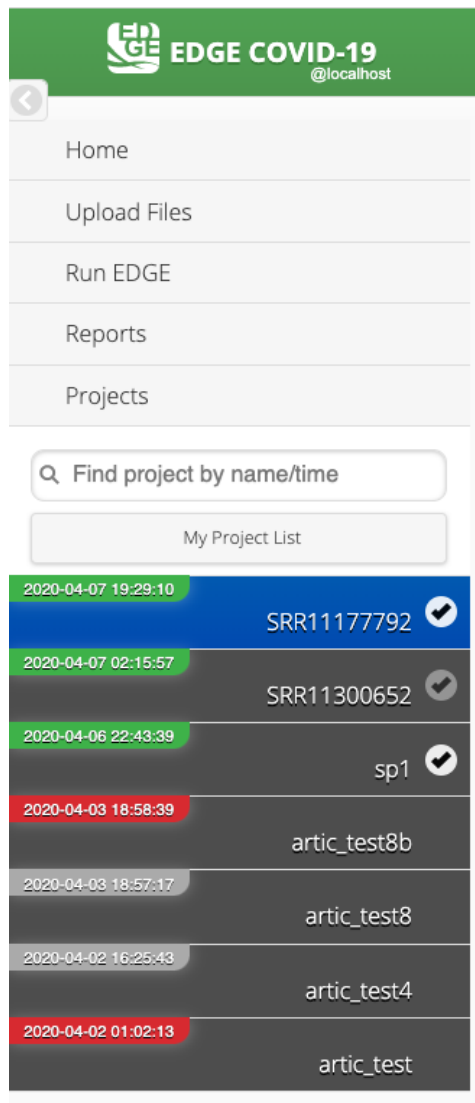 EDGE EDGE COVID-19
@localhost
Home
Upload Files
Run EDGE
Reports
Projects
Find project by name/time
My Project List
2020-04-07 19:29:10
SRR11177792
2020-04-07 02:15:57
SRR11300652
2020-04-06 22:43:39
sp1
2020-04-03 18:58:39
artic_test8b
2020-04-03 18:57:17
artic_test8
2020-04-02 16:25:43
artic_test4
2020-04-02 01:02:13
artic_test